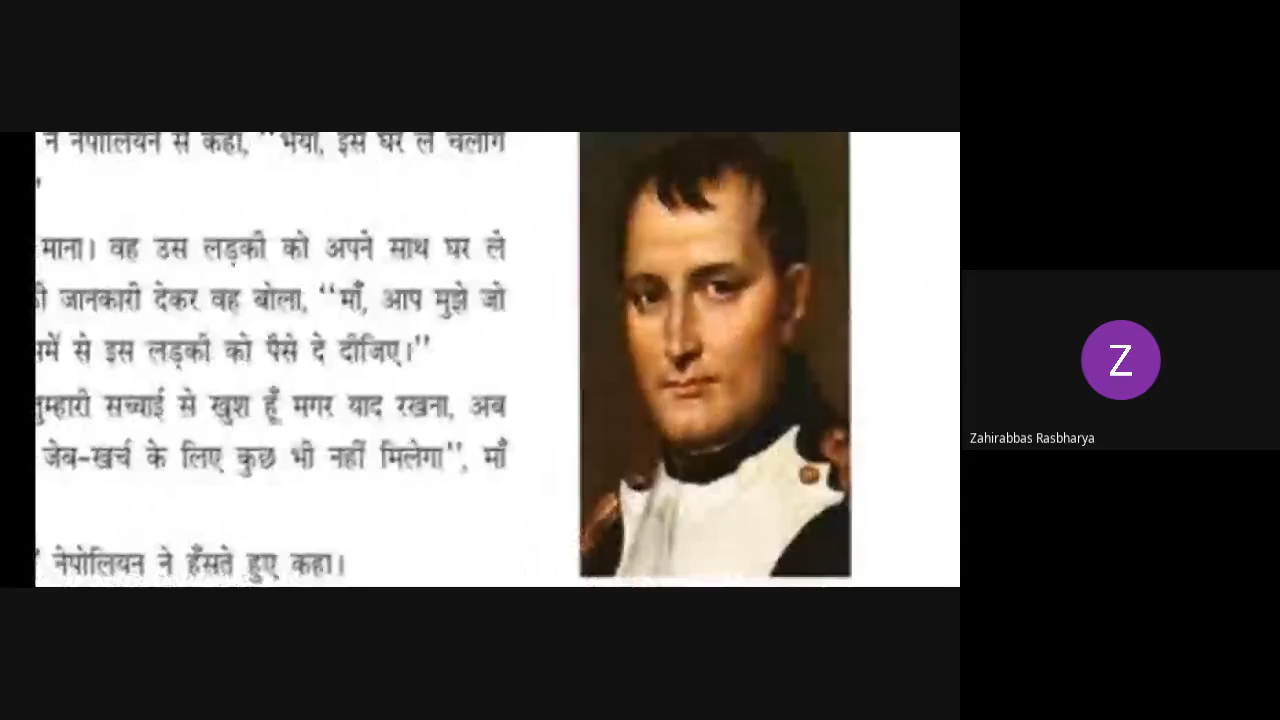 ने नेपोलियन से कहा, ‘‘भैया, इसे घर ले चलोगे
’
माना। वह उस लड़की को अपने साथ घर ले
जानकारी देकर वह बोला, ‘‘माँ, आप मुझे जो
में से इस लड़की को पैसे दे दीजिए।’’
तुम्हारी सच्चाई से खुश हूँ मगर याद रखना, अब
जेब-खर्च के लिए कुछ भी नहीं मिलेगा’’, माँ
’ नेपोलियन ने हँसते हुए कहा।
Z
Zahirabbas Rasbharya